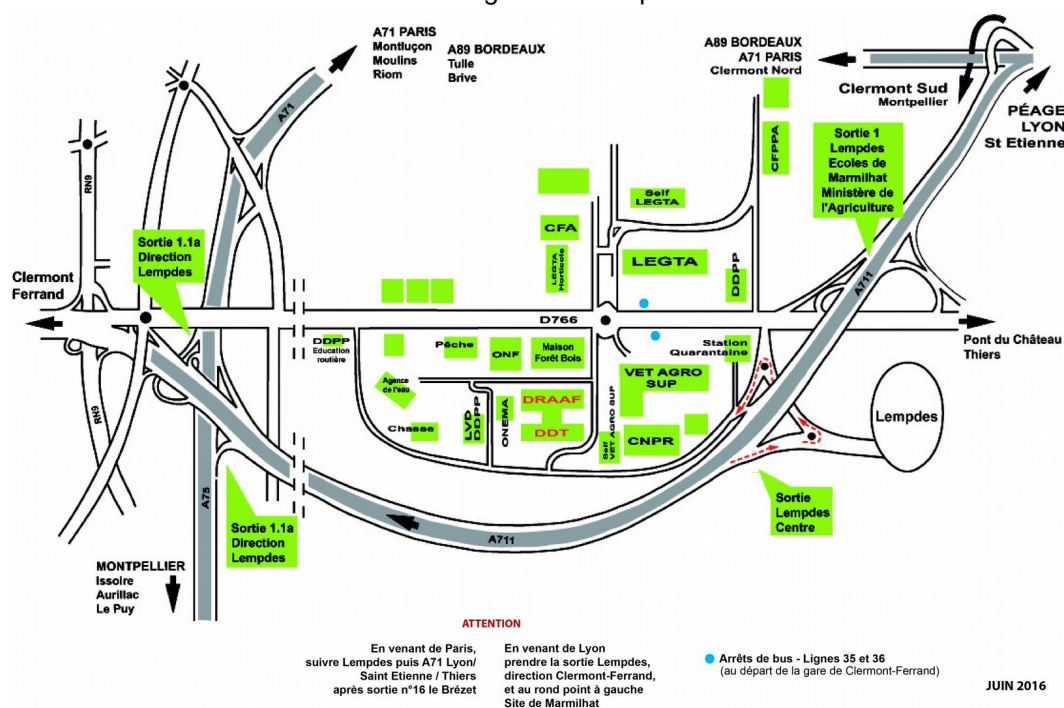 A71 PARIS
Montluçon
Moulins
Riom
A89 BORDEAUX
Tulle
Brive
A89 BORDEAUX
A71 PARIS
Clermont Nord
Clermont Sud
Montpellier
PÉAGE
LYON
St Etienne
A71
RN9
CFPPA
Sortie 1
Lempdes
Ecoles de
Marmilhat
Ministère de
l'Agriculture
Self
LEGTA
CFA
LEGTA
Horticole
LEGTA
DDPP
Sortie 1.1a
Direction
Lempdes
Clermont
Ferrand
A711
D766
Pont du Château
Thiers
DDPP
Education
routière
Pêche
ONF
Maison
Forêt Bois
Station
Quarantaine
VET AGRO
SUP
Agence
de l'eau
DRAAF
DDT
Chasse
LVD
DDPP
ONEMA
Self
VET AGRO SUP
CNPR
Lempdes
RN9
A75
Sortie 1.1a
Direction
Lempdes
A711
Sortie
Lempdes
Centre
MONTPELLIER
Issoire
Aurillac
Le Puy
ATTENTION
En venant de Paris,
suivre Lempdes puis A71 Lyon/
Saint Etienne / Thiers
après sortie n°16 le Brézet
En venant de Lyon
prendre la sortie Lempdes,
direction Clermont-Ferrand,
et au rond point à gauche
Site de Marmilhat
Arrêts de bus - Lignes 35 et 36
(au départ de la gare de Clermont-Ferrand)
JUIN 2016